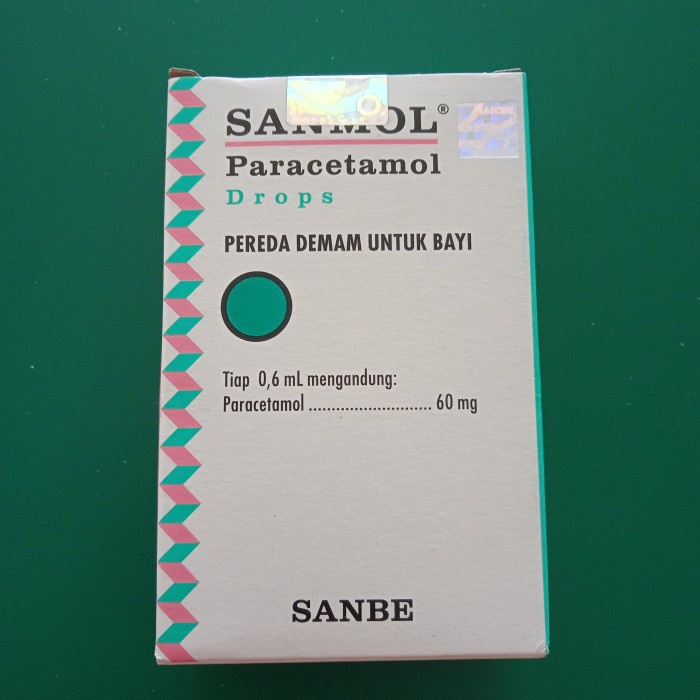 SANMOL®
Paracetamol
Drops
PEREDA DEMAM UNTUK BAYI
Tiap 0,6 mL mengandung:
Paracetamol ........................... 60 mg
SANBE